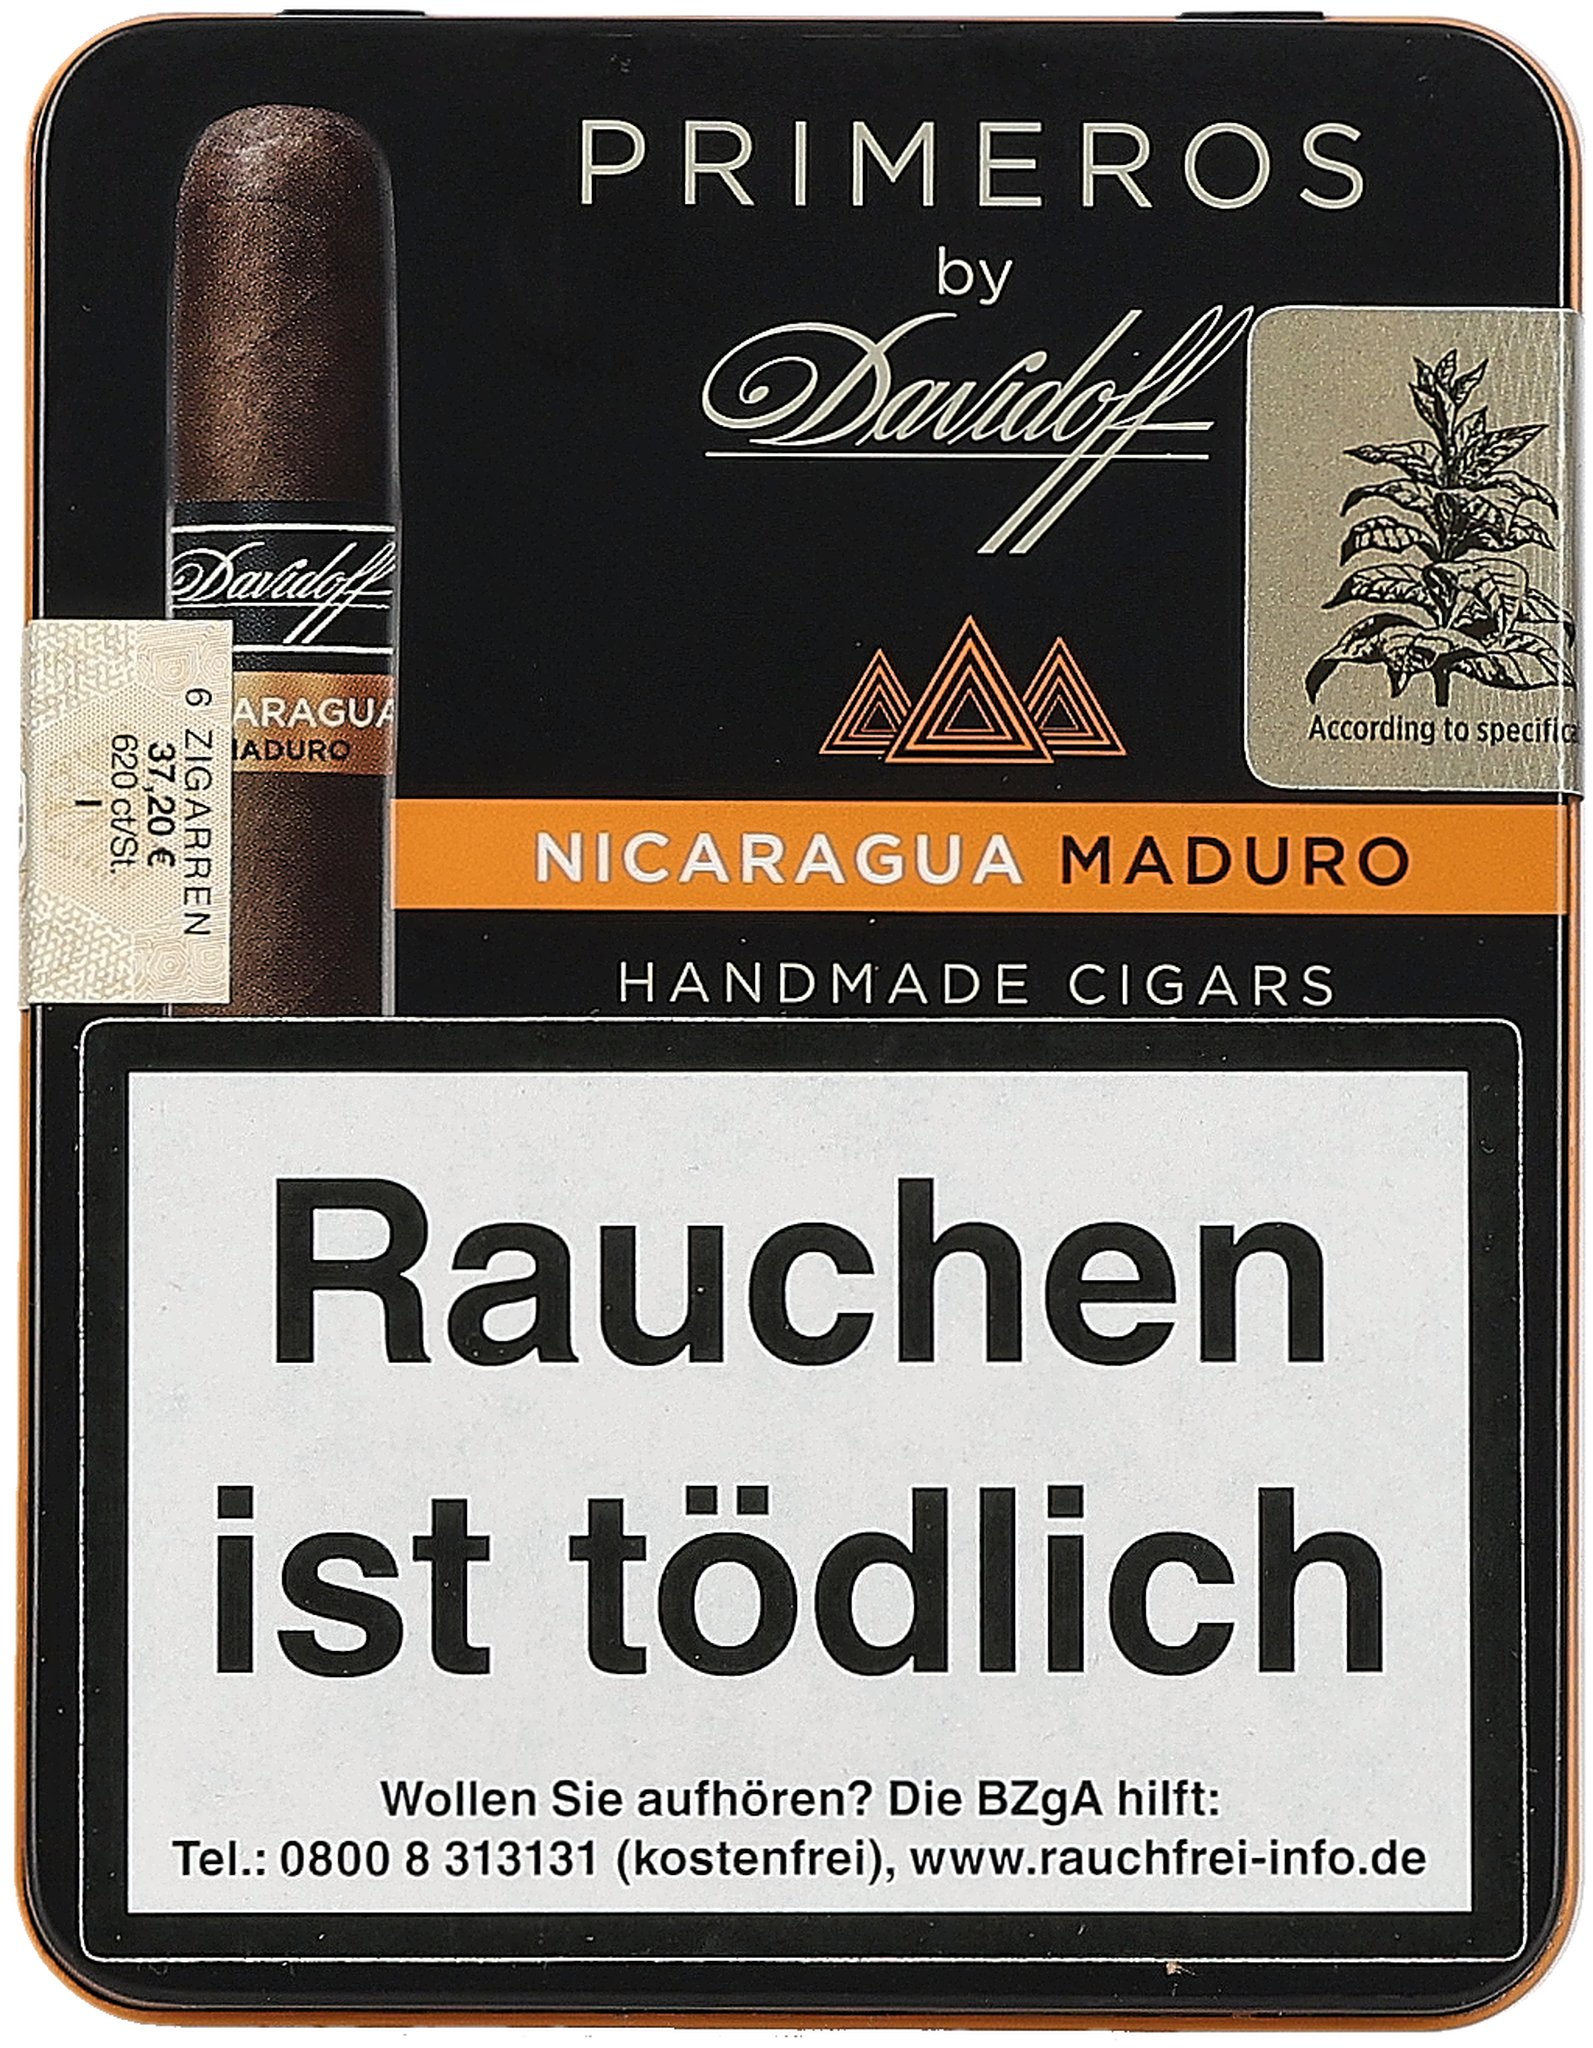 PRIMEROS
by
Davidoff
Davidoff
ARAGUA
MADURO
6 ZIGARREN
37,20 €
620 ct/St.
I
According to
NICARAGUA MADURO
HANDMADE CIGARS
Rauchen
ist tödlich
Wollen Sie aufhören? Die BZgA hilft:
Tel.: 0800 8 313131 (kostenfrei), www.rauchfrei-info.de